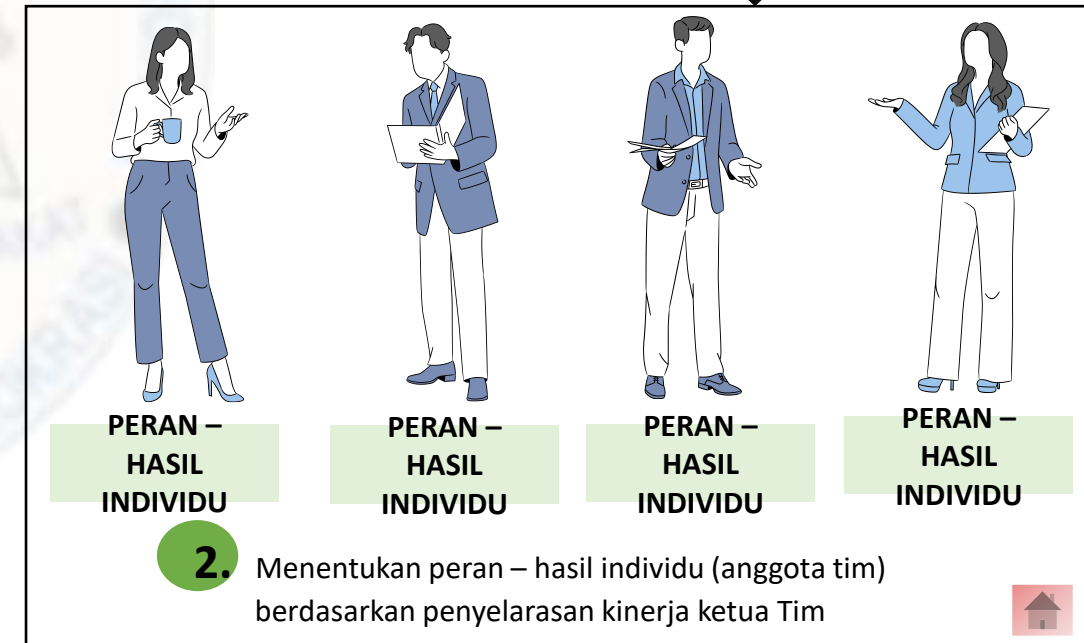 PERAN –
HASIL
INDIVIDU
PERAN –
HASIL
INDIVIDU
PERAN –
HASIL
INDIVIDU
PERAN –
HASIL
INDIVIDU
2. Menentukan peran – hasil individu (anggota tim)
berdasarkan penyelarasan kinerja ketua Tim